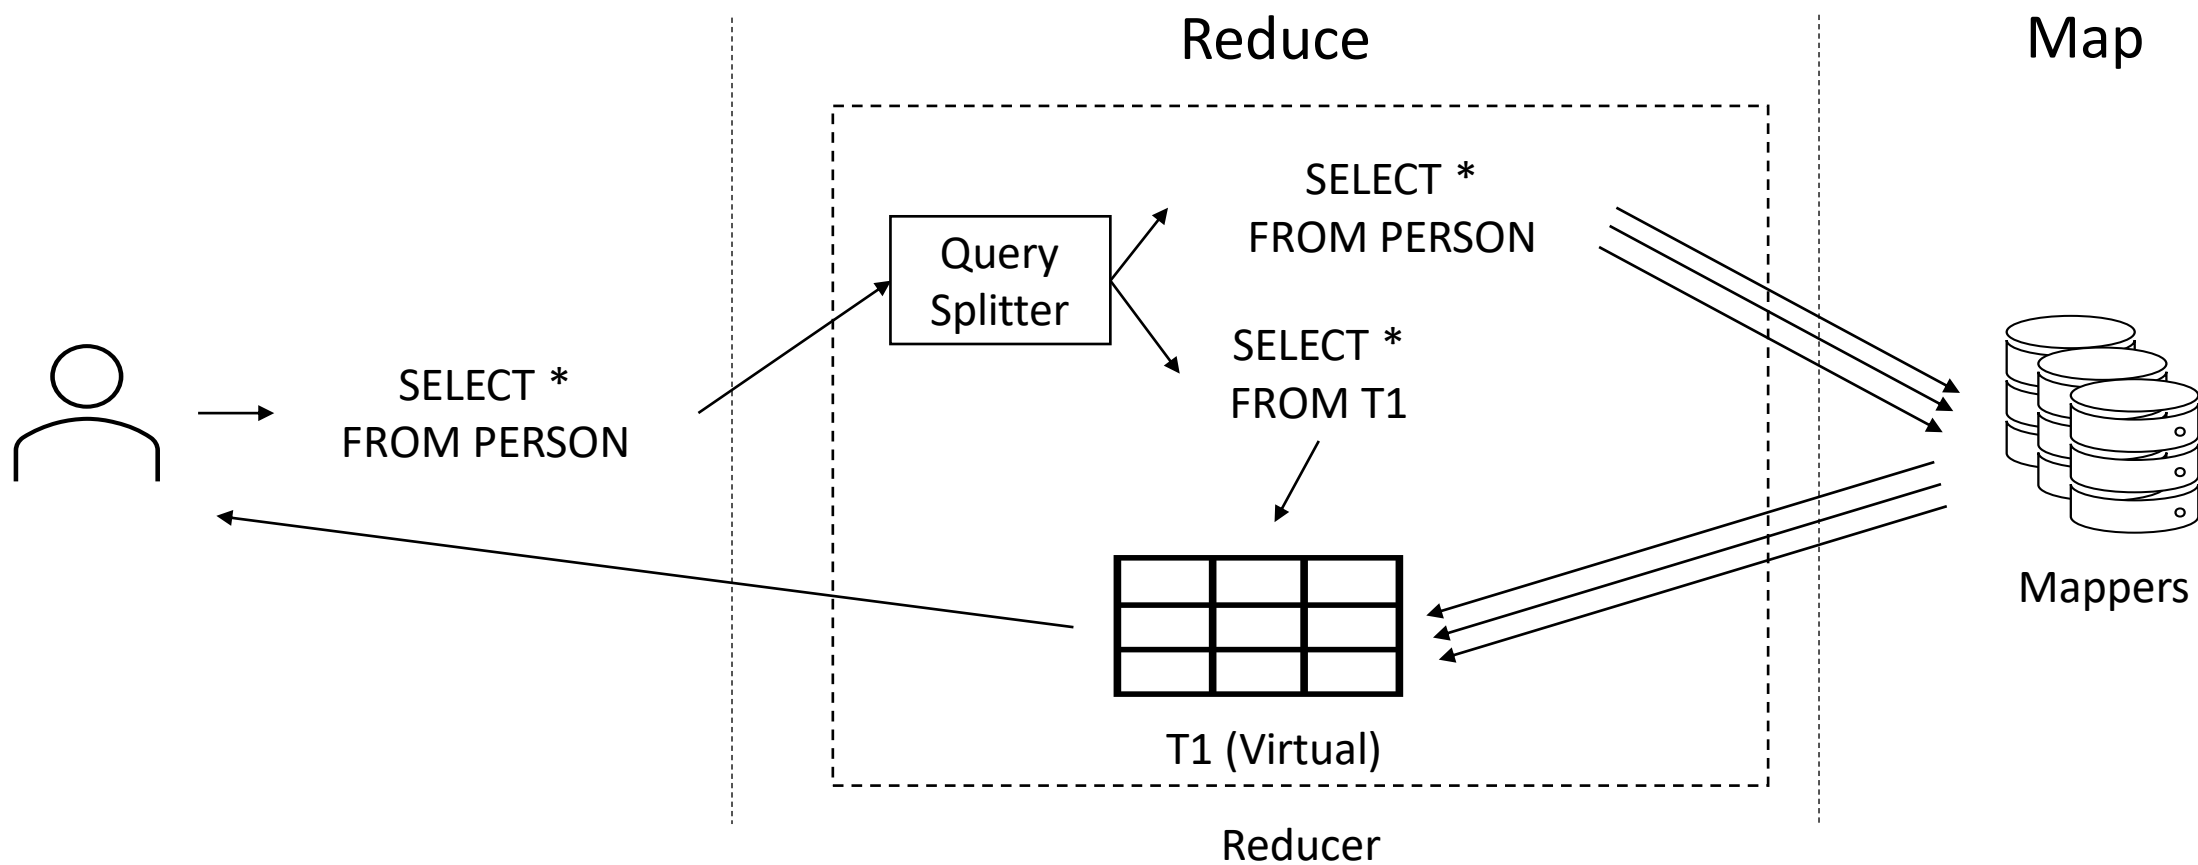 Reduce
Map
SELECT *
FROM PERSON
Query
Splitter
SELECT *
FROM T1
SELECT *
FROM PERSON
Mappers
T1 (Virtual)
Reducer